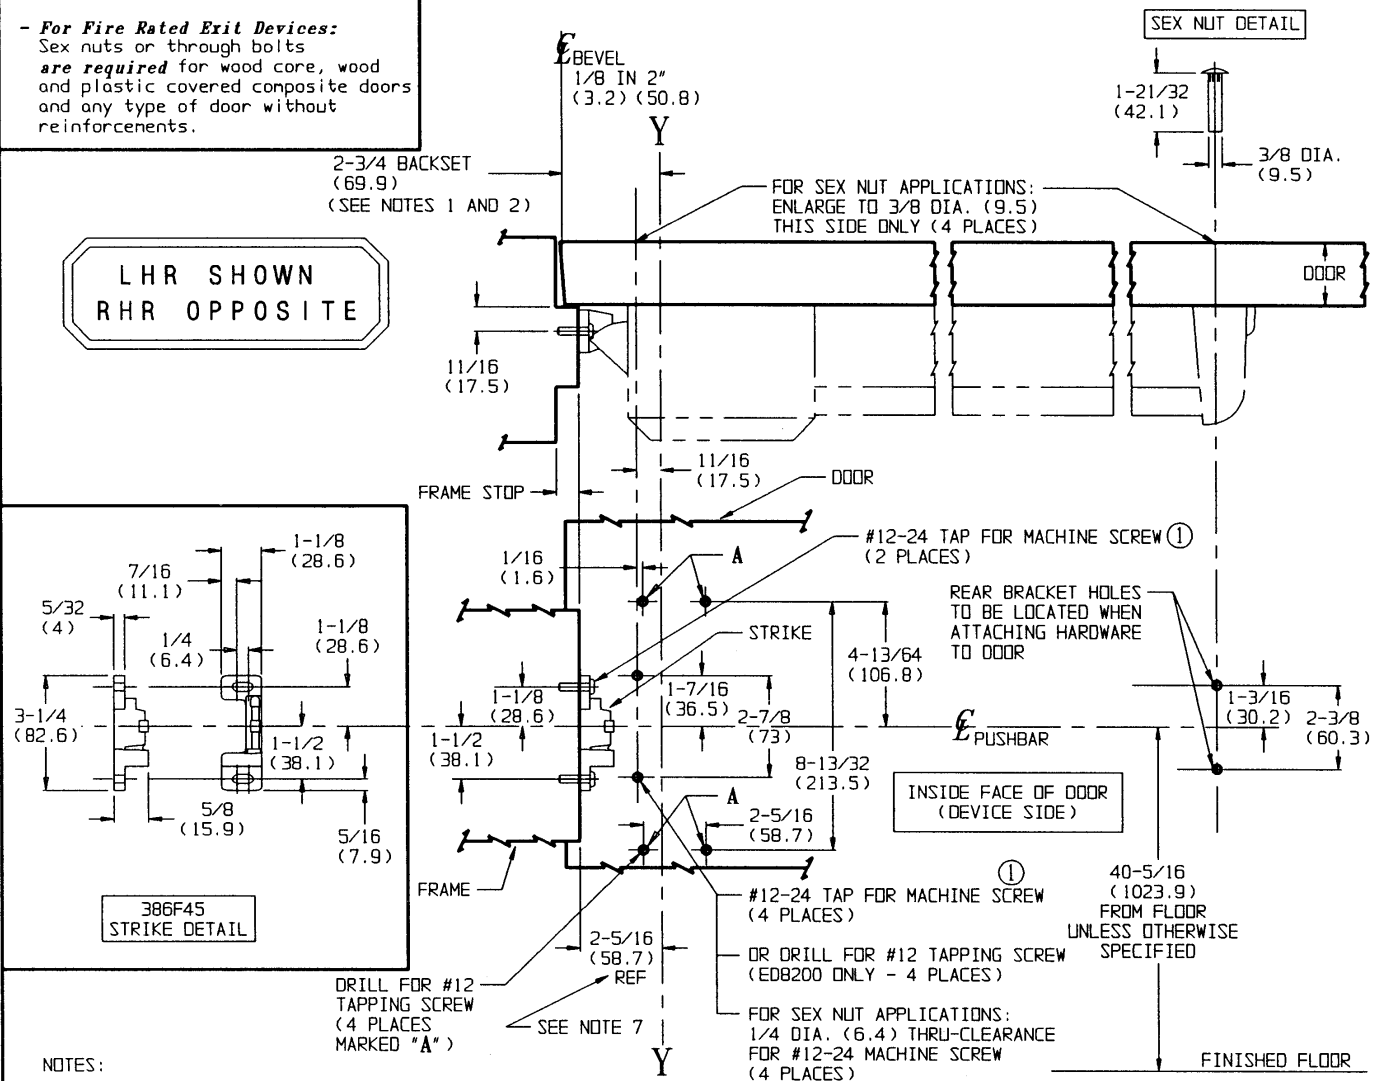 - For Fire Rated Exit Devices:
Sex nuts or through bolts
are required for wood core, wood
and plastic covered composite doors
and any type of door without
reinforcements.
SEX NUT DETAIL
1-21/32
(42.1)
3/8 DIA.
(9.5)
℄
BEVEL
1/8 IN 2"
(3.2) (50.8)
Y
2-3/4 BACKSET
(69.9)
(SEE NOTES 1 AND 2)
FOR SEX NUT APPLICATIONS:
ENLARGE TO 3/8 DIA. (9.5)
THIS SIDE ONLY (4 PLACES)
LHR SHOWN
RHR OPPOSITE
DOOR
11/16
(17.5)
11/16
(17.5)
FRAME STOP
DOOR
1-1/8
(28.6)
7/16
(11.1)
5/32
(4)
1/4
(6.4)
1-1/8
(28.6)
3-1/4
(82.6)
1-1/2
(38.1)
5/8
(15.9)
5/16
(7.9)
386F45
STRIKE DETAIL
1/16
(1.6)
A
#12-24 TAP FOR MACHINE SCREW 1
(2 PLACES)
REAR BRACKET HOLES
TO BE LOCATED WHEN
ATTACHING HARDWARE
TO DOOR
STRIKE
4-13/64
(106.8)
1-1/8
(28.6)
1-7/16
(36.5)
2-7/8
(73)
1-1/2
(38.1)
8-13/32
(213.5)
℄ PUSHBAR
1-3/16
(30.2)
2-3/8
(60.3)
INSIDE FACE OF DOOR
(DEVICE SIDE)
A
2-5/16
(58.7)
FRAME
1
#12-24 TAP FOR MACHINE SCREW
(4 PLACES)
40-5/16
(1023.9)
FROM FLOOR
UNLESS OTHERWISE
SPECIFIED
2-5/16
(58.7)
REF
OR DRILL FOR #12 TAPPING SCREW
(ED8200 ONLY - 4 PLACES)
DRILL FOR #12
TAPPING SCREW
(4 PLACES
MARKED "A")
SEE NOTE 7
FOR SEX NUT APPLICATIONS:
1/4 DIA. (6.4) THRU-CLEARANCE
FOR #12-24 MACHINE SCREW
(4 PLACES)
Y
FINISHED FLOOR
NOTES: